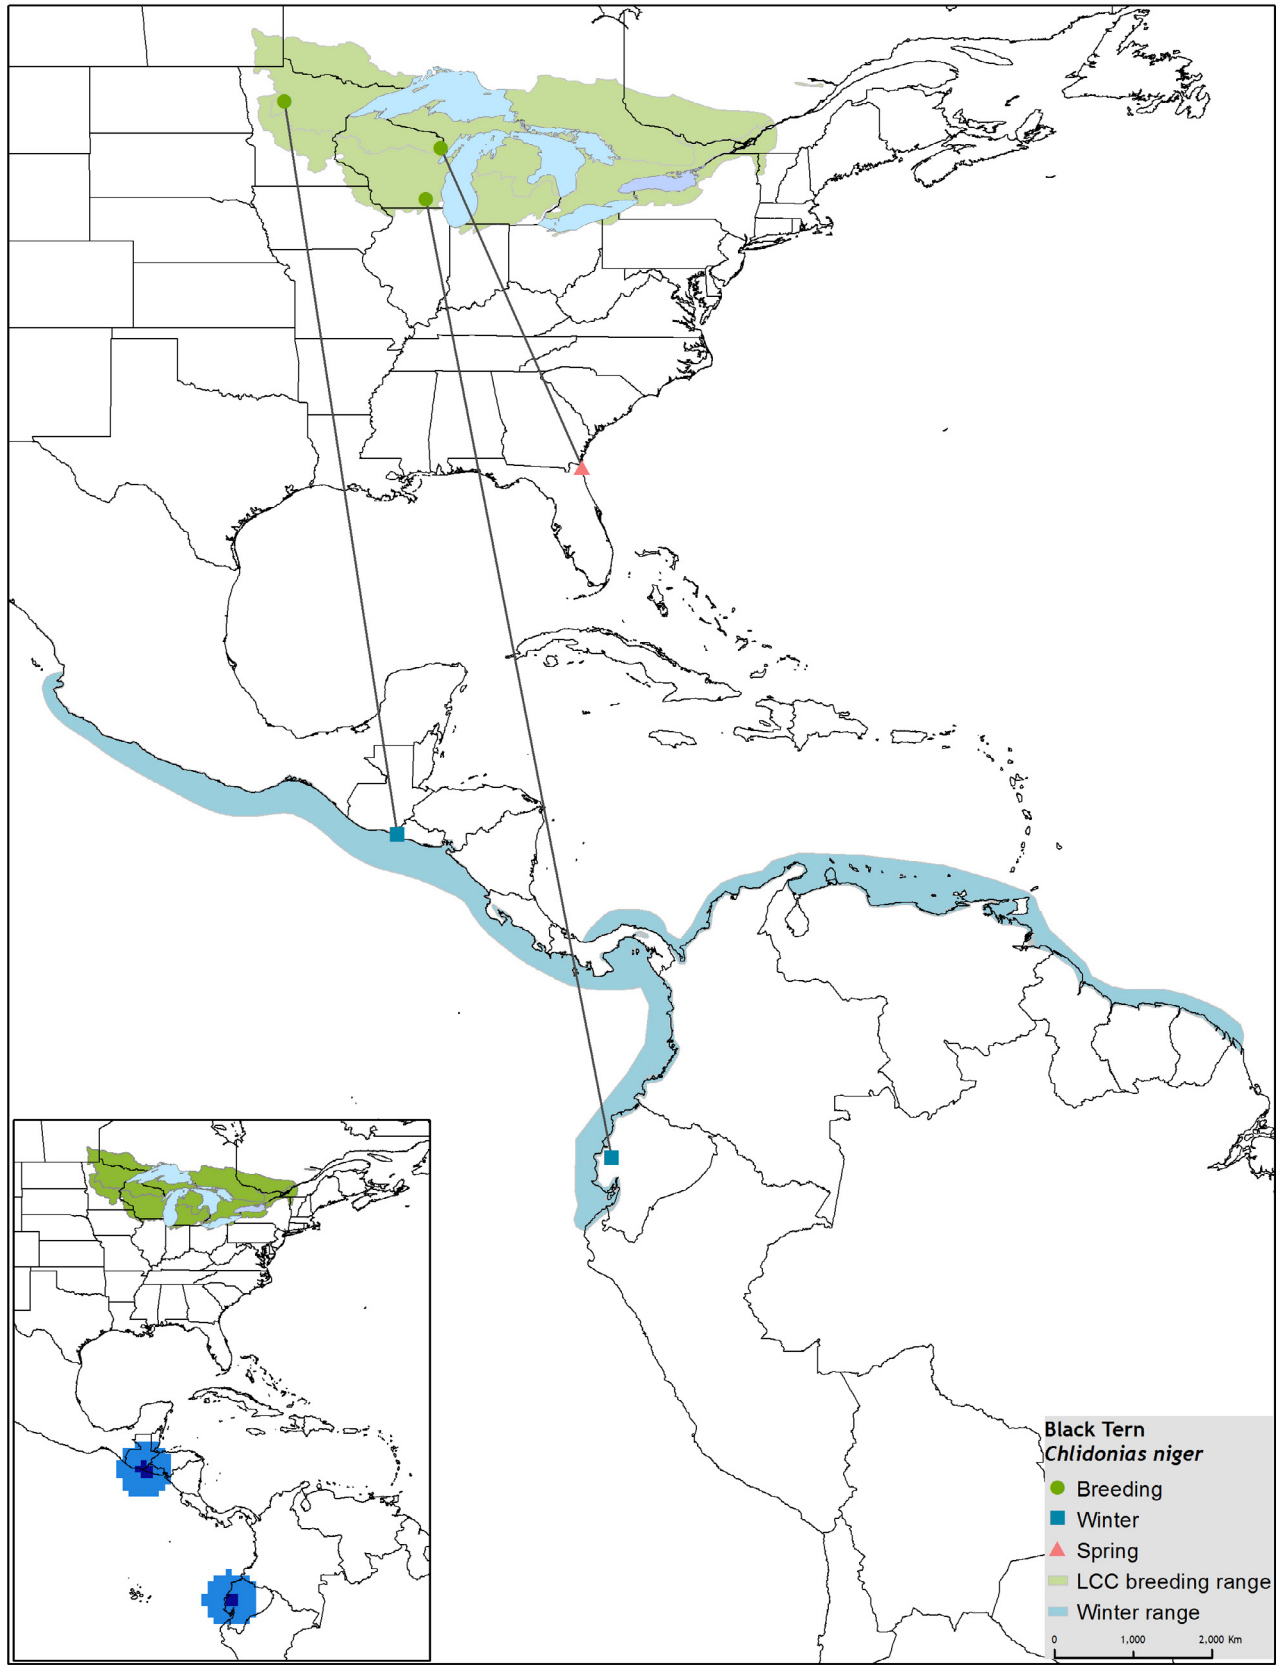 Black Tern
Chlidonias niger
Breeding
Winter
Spring
LCC breeding range
Winter range
0 1,000 2,000 Km